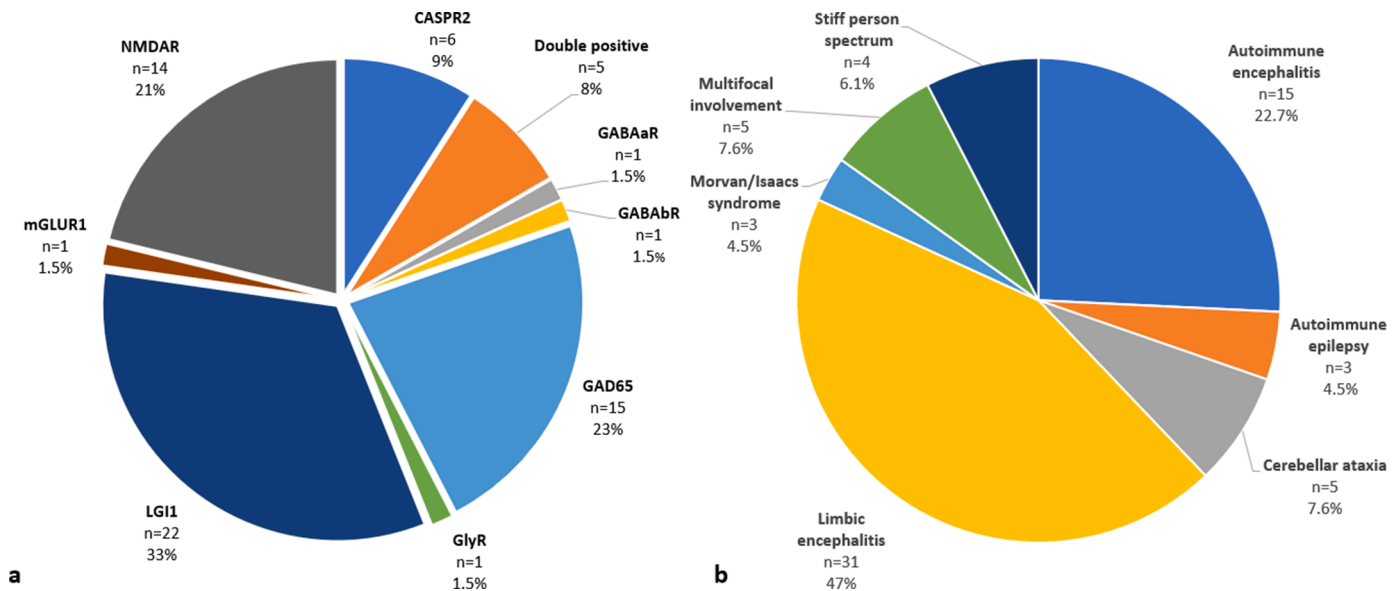 CASPR2
n=6
9%
Double positive
n=5
8%
GABAaR
n=1
1.5%
GABAbR
n=1
1.5%
GAD65
n=15
23%
GlyR
n=1
1.5%
LGI1
n=22
33%
mGLUR1
n=1
1.5%
NMDAR
n=14
21%
a
Autoimmune
encephalitis
n=15
22.7%
Autoimmune
epilepsy
n=3
4.5%
Cerebellar ataxia
n=5
7.6%
Limbic
encephalitis
n=31
47%
Morvan/Isaacs
syndrome
n=3
4.5%
Multifocal
involvement
n=5
7.6%
Stiff person
spectrum
n=4
6.1%
b